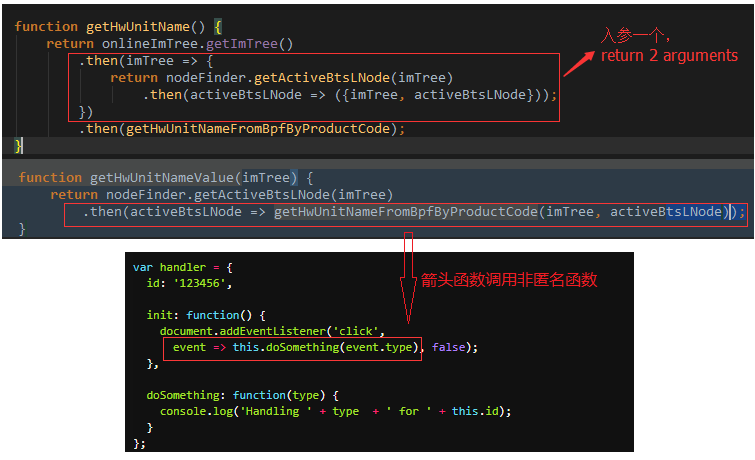 function getHwUnitName() {
    return onlineImTree.getImTree()
        .then(imTree => {
            return nodeFinder.getActiveBtsLNode(imTree)
                .then(activeBtsLNode => ({imTree, activeBtsLNode}));
        })
        .then(getHwUnitNameFromBpfByProductCode);
}
入参一个，
return 2 arguments
function getHwUnitNameValue(imTree) {
    return nodeFinder.getActiveBtsLNode(imTree)
        .then(activeBtsLNode => getHwUnitNameFromBpfByProductCode(imTree, activeBtsLNode));
}
箭头函数调用非匿名函数
var handler = {
  id: '123456',
  init: function() {
    document.addEventListener('click',
      event => this.doSomething(event.type), false);
  },
  doSomething: function(type) {
    console.log('Handling ' + type  + ' for ' + this.id);
  }
};